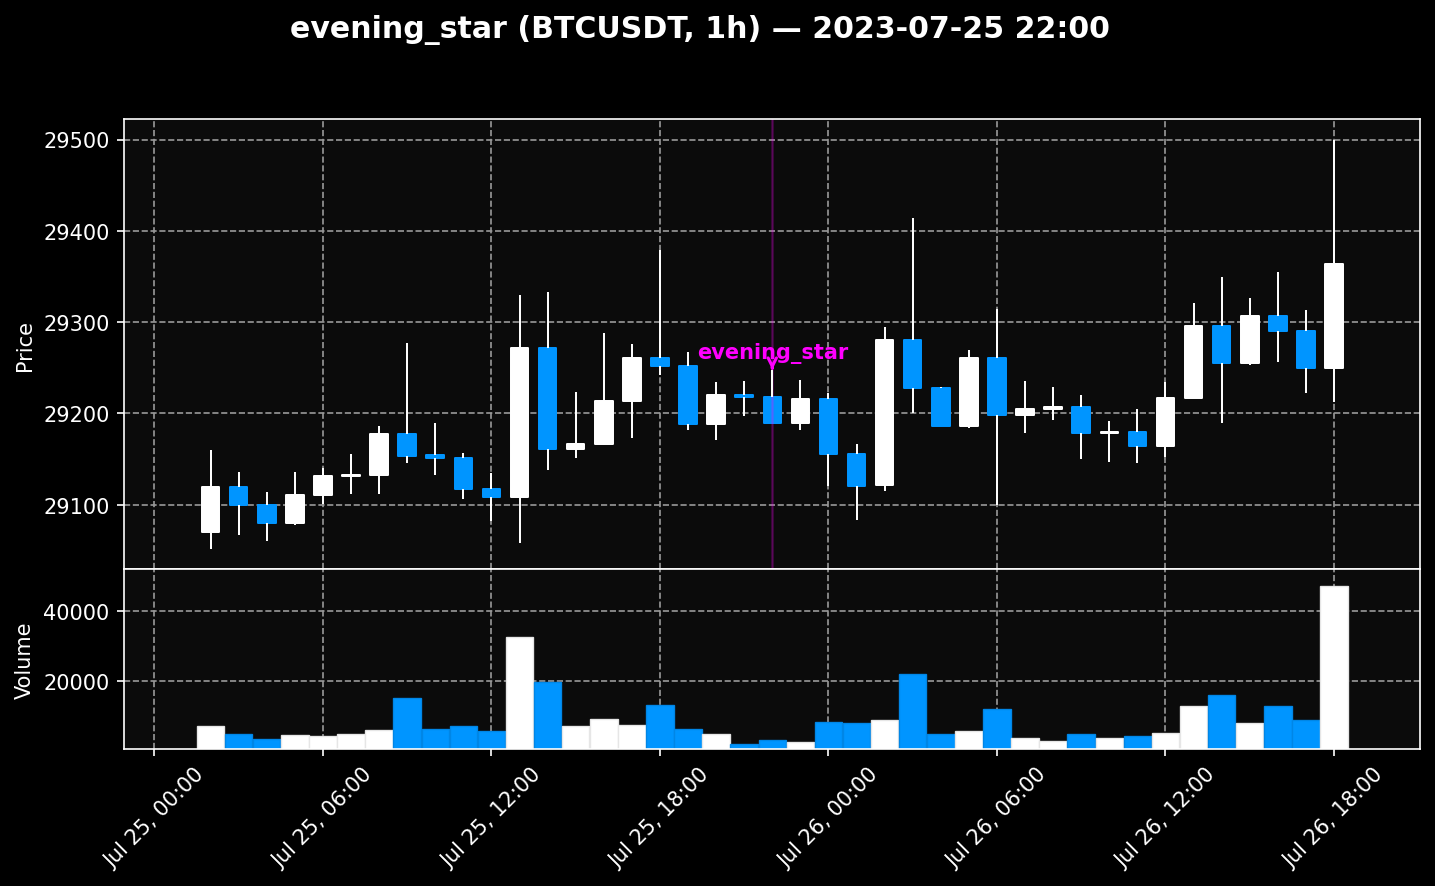 evening_star (BTCUSDT, 1h) — 2023-07-25 22:00
29500
29400
29300
29200
29100
Price
evening_star
40000
20000
Volume
Jul 25, 00:00
Jul 25, 06:00
Jul 25, 12:00
Jul 25, 18:00
Jul 26, 00:00
Jul 26, 06:00
Jul 26, 12:00
Jul 26, 18:00